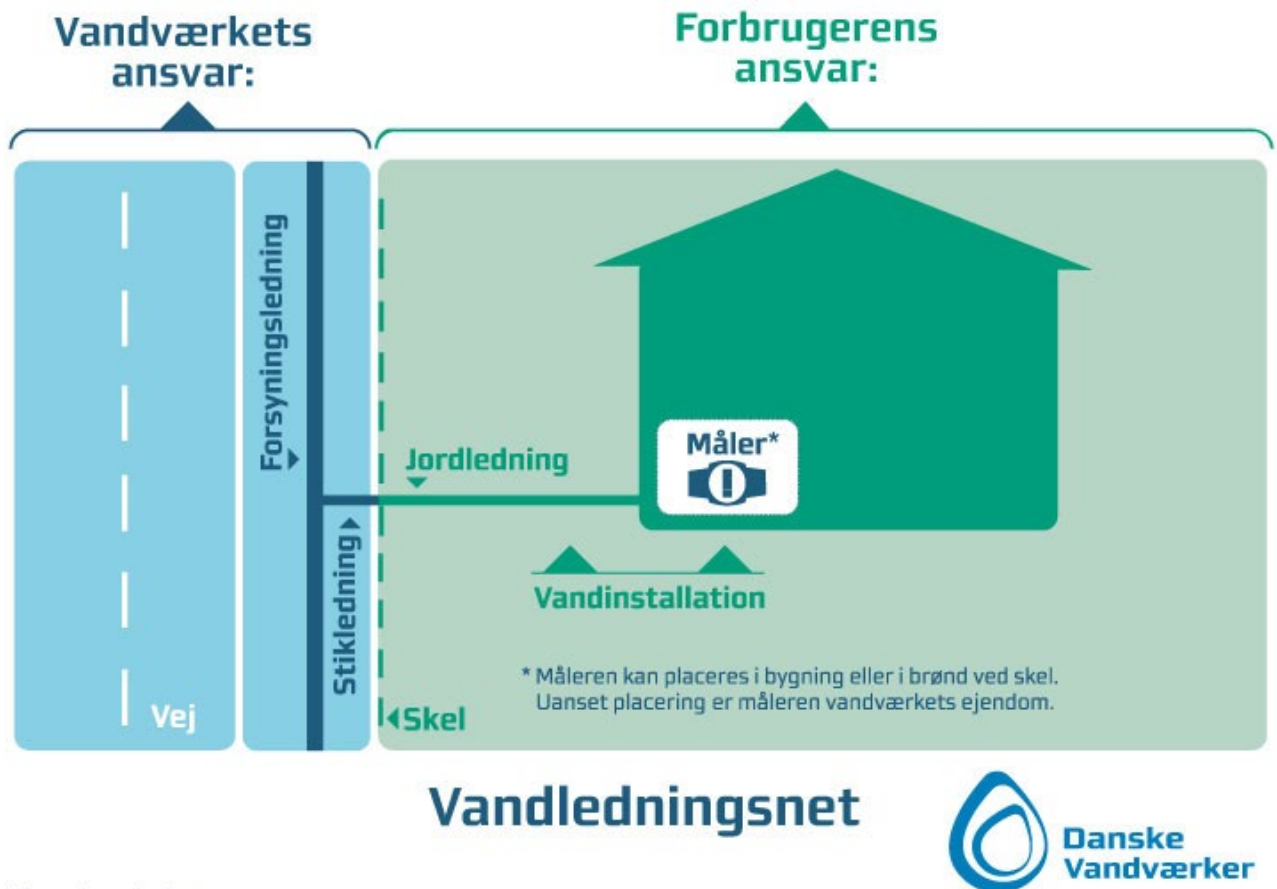 Vandværkets
ansvar:
Forbrugerens
ansvar:
Forsyningsledning
Jordledning
Måler*
Stikledning
Vandinstallation
* Måleren kan placeres i bygning eller i brønd ved skel.
Uanset placering er måleren vandværkets ejendom.
Vej
Skel
Vandledningsnet
Danske
Vandværker